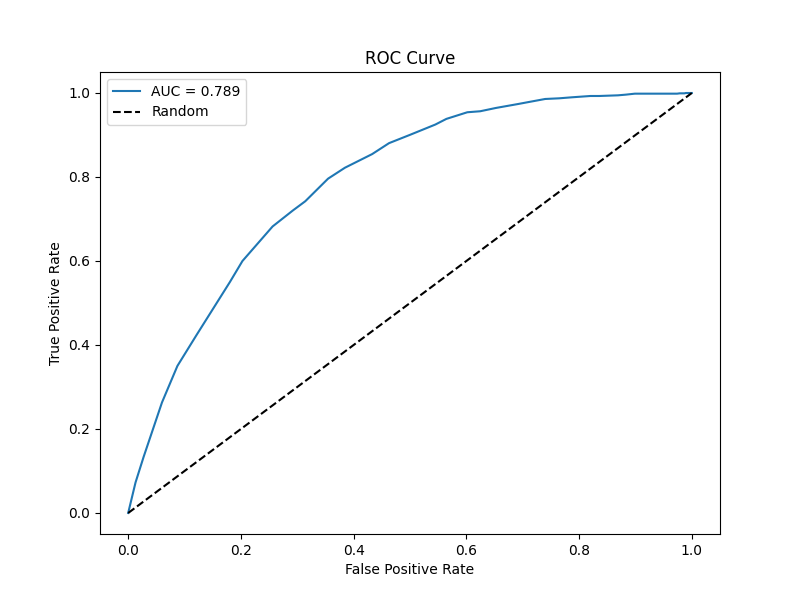 ROC Curve
AUC = 0.789
Random
True Positive Rate
1.0
0.8
0.6
0.4
0.2
0.0
0.0 0.2 0.4 0.6 0.8 1.0
False Positive Rate